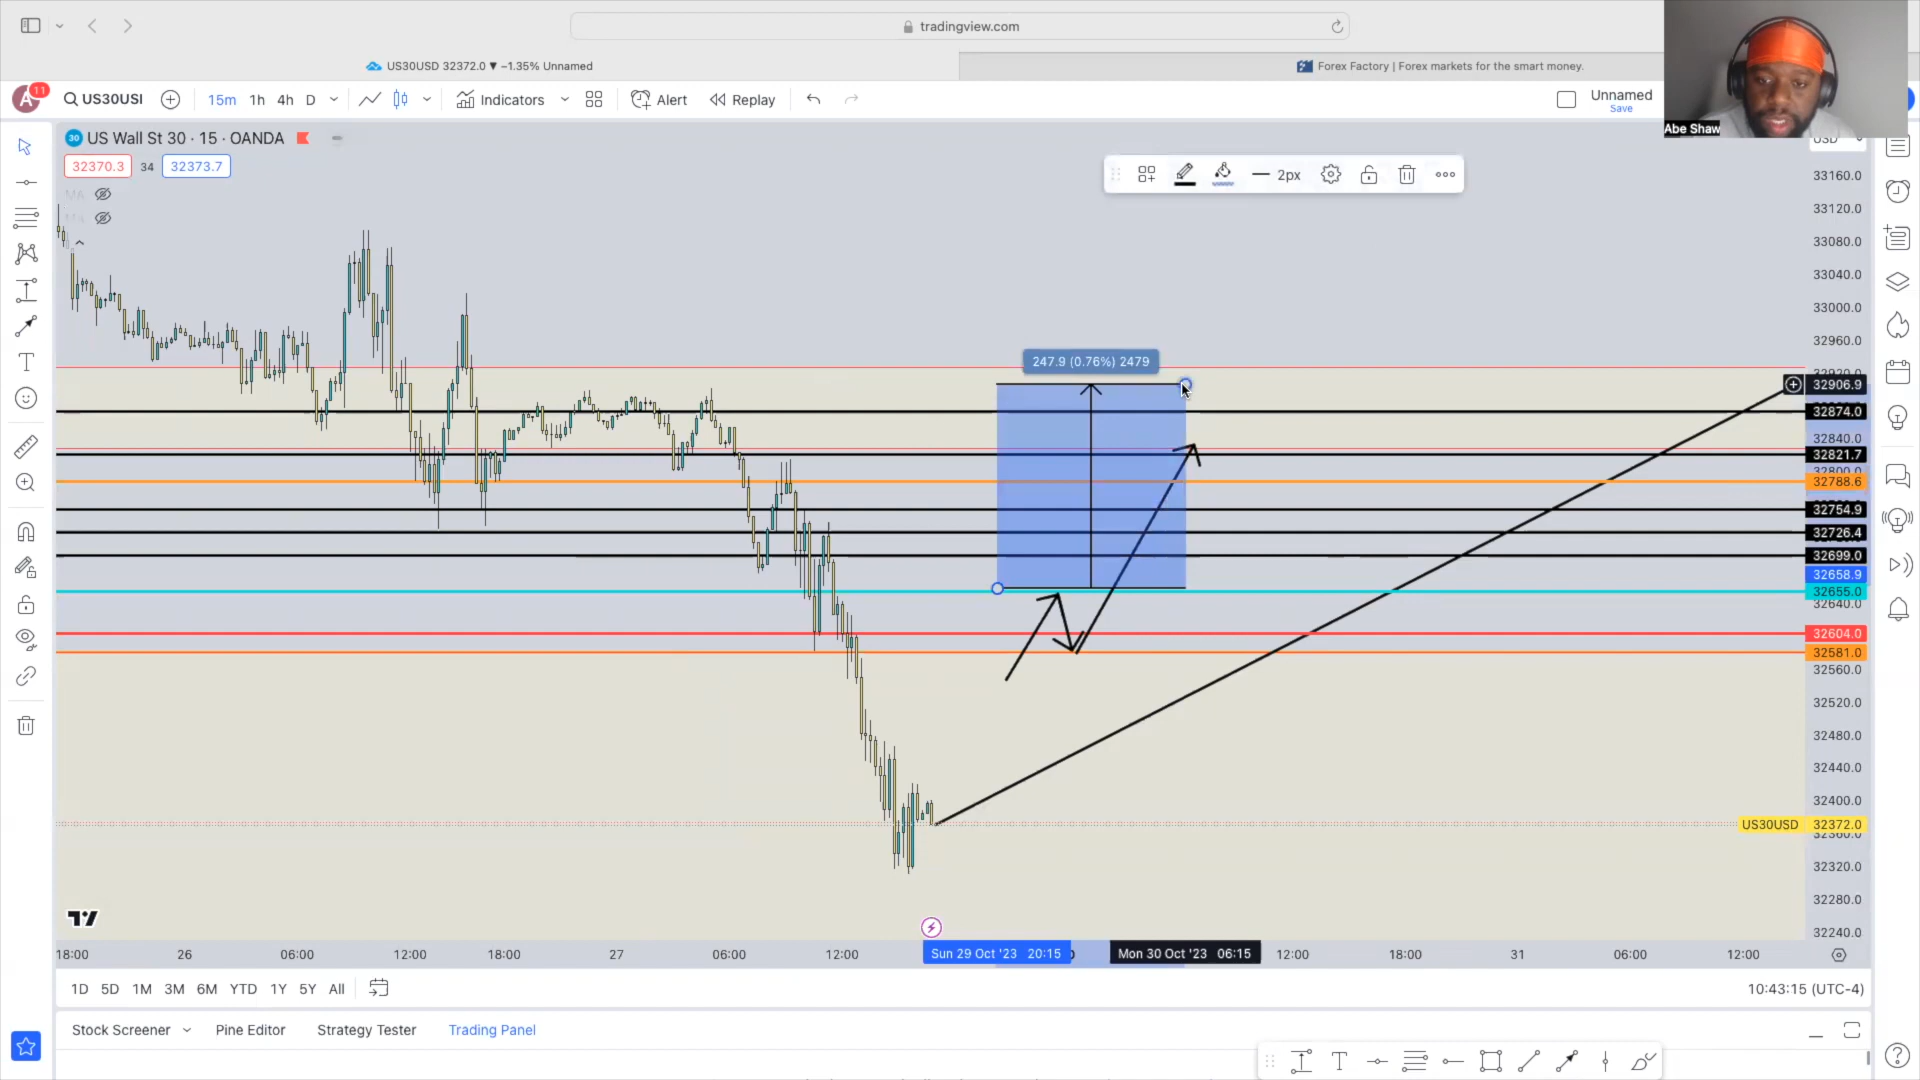 tradingview.com
US30USD 32372.0 ▼ −1.35% Unnamed
Forex Factory | Forex markets for the smart money.
A 11 US30USI 15m 1h 4h D Indicators Alert Replay Unnamed
Save
Abe Shaw
30 US Wall St 30 · 15 · OANDA
USD
32370.3 34 32373.7
2px
33160.0
33120.0
33080.0
33040.0
33000.0
32960.0
247.9 (0.76%) 2479
32906.9
32874.0
32840.0
32821.7
32800.0
32788.6
32754.9
32726.4
32699.0
32658.9
32655.0
32640.0
32604.0
32581.0
32560.0
32520.0
32480.0
32440.0
32400.0
US30USD 32372.0
32360.0
32320.0
32280.0
32240.0
18:00 26 06:00 12:00 18:00 27 06:00 12:00 Sun 29 Oct '23 20:15 Mon 30 Oct '23 06:15 12:00 18:00 31 06:00 12:00
1D 5D 1M 3M 6M YTD 1Y 5Y All 10:43:15 (UTC-4)
Stock Screener Pine Editor Strategy Tester Trading Panel